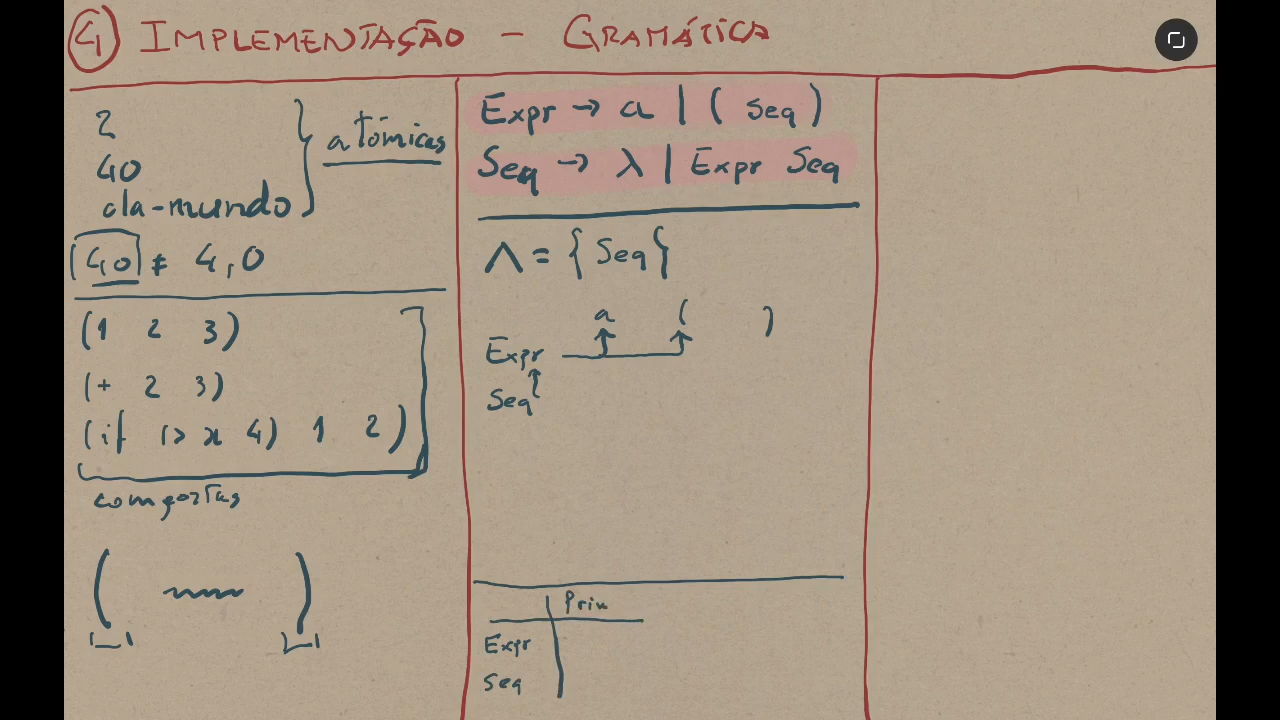 4 IMPLEMENTAÇÃO - GRAMÁTICA
2
40
ola-mundo
atômicas
40 ≠ 4,0
(1 2 3)
(+ 2 3)
(if (> x 4) 1 2)
compostas
( )
Expr → a | ( Seq )
Seq → λ | Expr Seq
Λ = { Seq }
a ( )
Expr
Seq
Prim
Expr
Seq